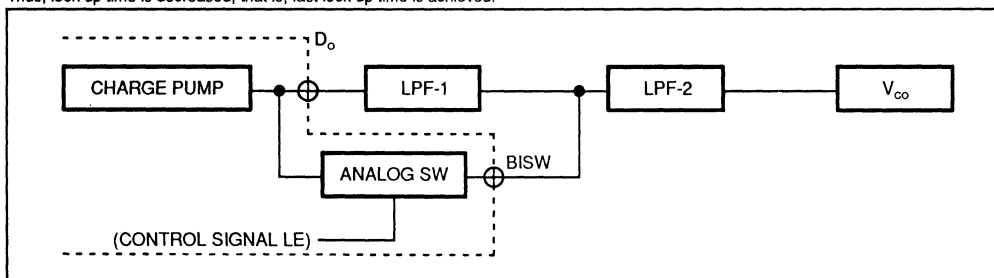 Thus, lock up time is decreased, that is, fast lock up time is achieved.
Do
CHARGE PUMP
LPF-1
LPF-2
VCO
ANALOG SW
BISW
(CONTROL SIGNAL LE)